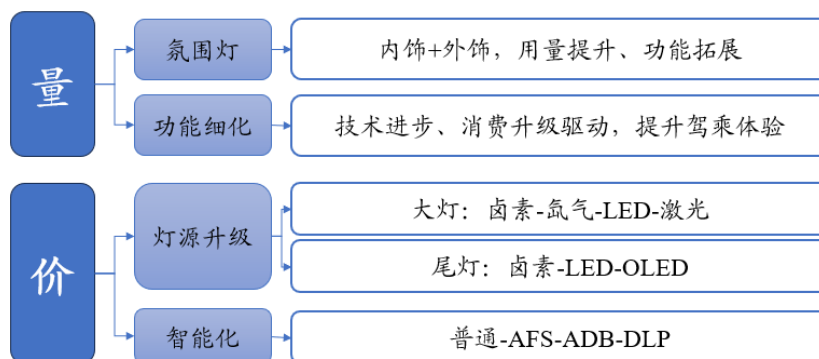 量
氛围灯
内饰+外饰，用量提升、功能拓展
功能细化
技术进步、消费升级驱动，提升驾乘体验
价
灯源升级
大灯：卤素-氙气-LED-激光
尾灯：卤素-LED-OLED
智能化
普通-AFS-ADB-DLP